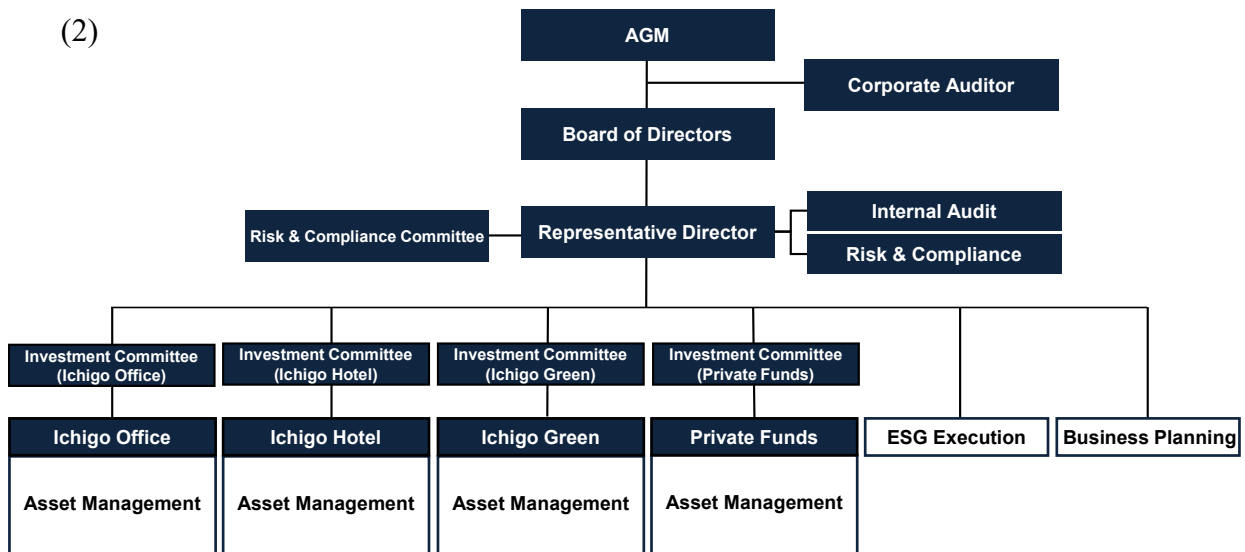 (2)
AGM
Corporate Auditor
Board of Directors
Internal Audit
Risk & Compliance Committee
Representative Director
Risk & Compliance
Investment Committee
(Ichigo Office)
Investment Committee
(Ichigo Hotel)
Investment Committee
(Ichigo Green)
Investment Committee
(Private Funds)
Ichigo Office
Ichigo Hotel
Ichigo Green
Private Funds
ESG Execution
Business Planning
Asset Management
Asset Management
Asset Management
Asset Management